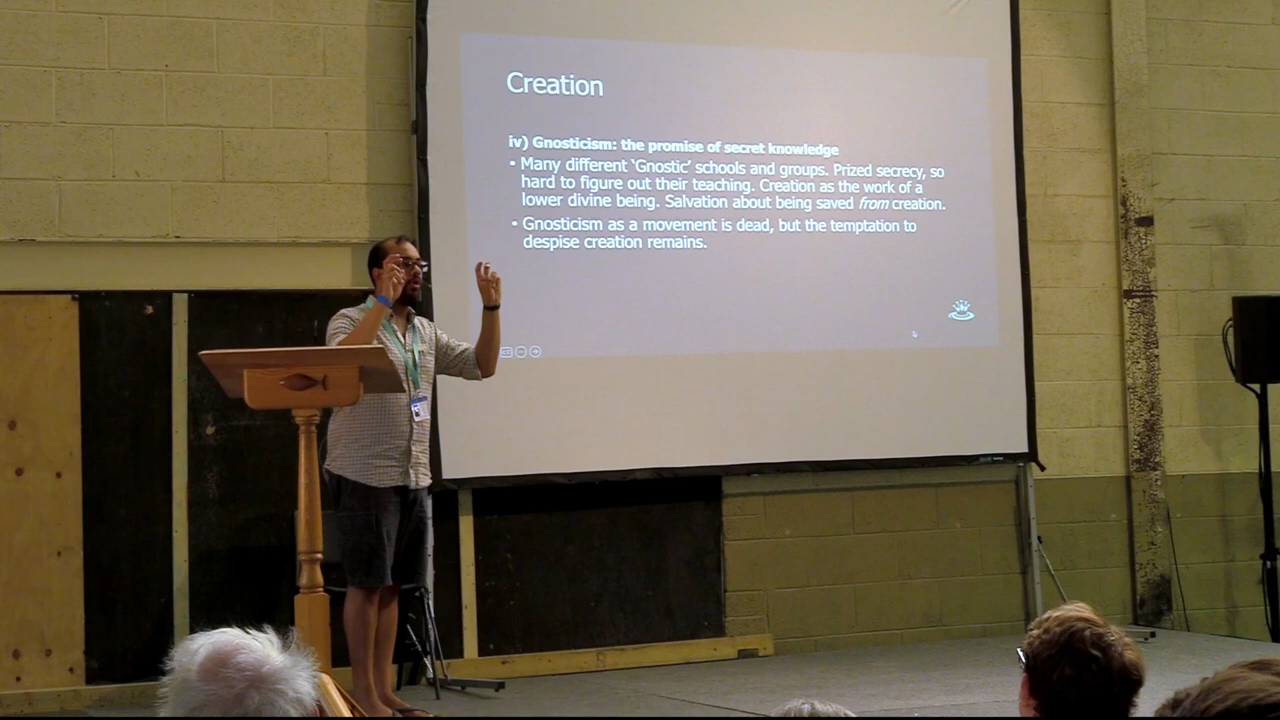 Creation
iv) Gnosticism: the promise of secret knowledge
• Many different ‘Gnostic’ schools and groups. Prized secrecy, so
hard to figure out their teaching. Creation as the work of a
lower divine being. Salvation about being saved from creation.
• Gnosticism as a movement is dead, but the temptation to
despise creation remains.